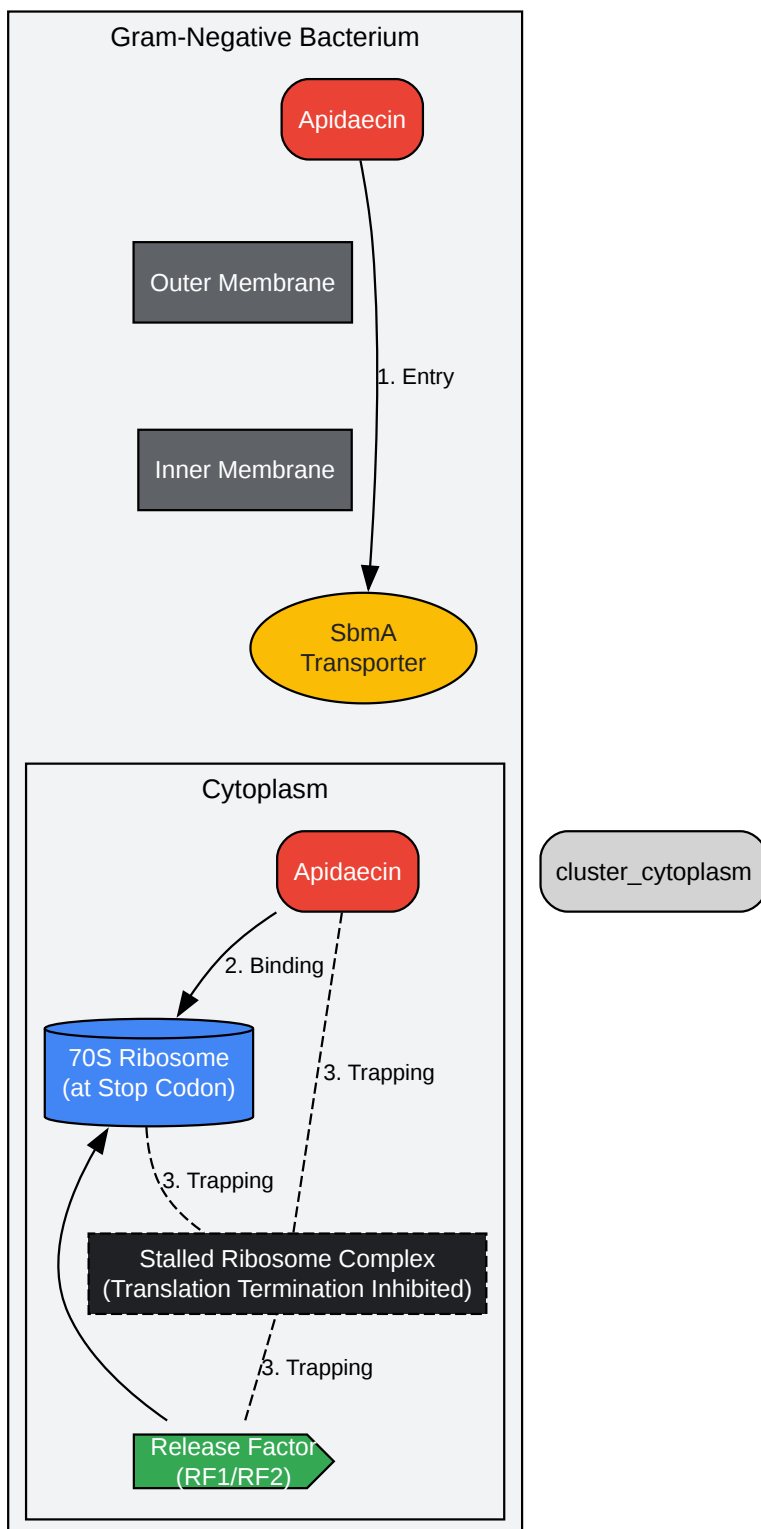 Gram-Negative Bacterium
Apidaecin
Outer Membrane
1. Entry
Inner Membrane
SbmA
Transporter
Cytoplasm
Apidaecin
cluster_cytoplasm
2. Binding
70S Ribosome
(at Stop Codon)
3. Trapping
3. Trapping
Stalled Ribosome Complex
(Translation Termination Inhibited)
3. Trapping
Release Factor
(RF1/RF2)